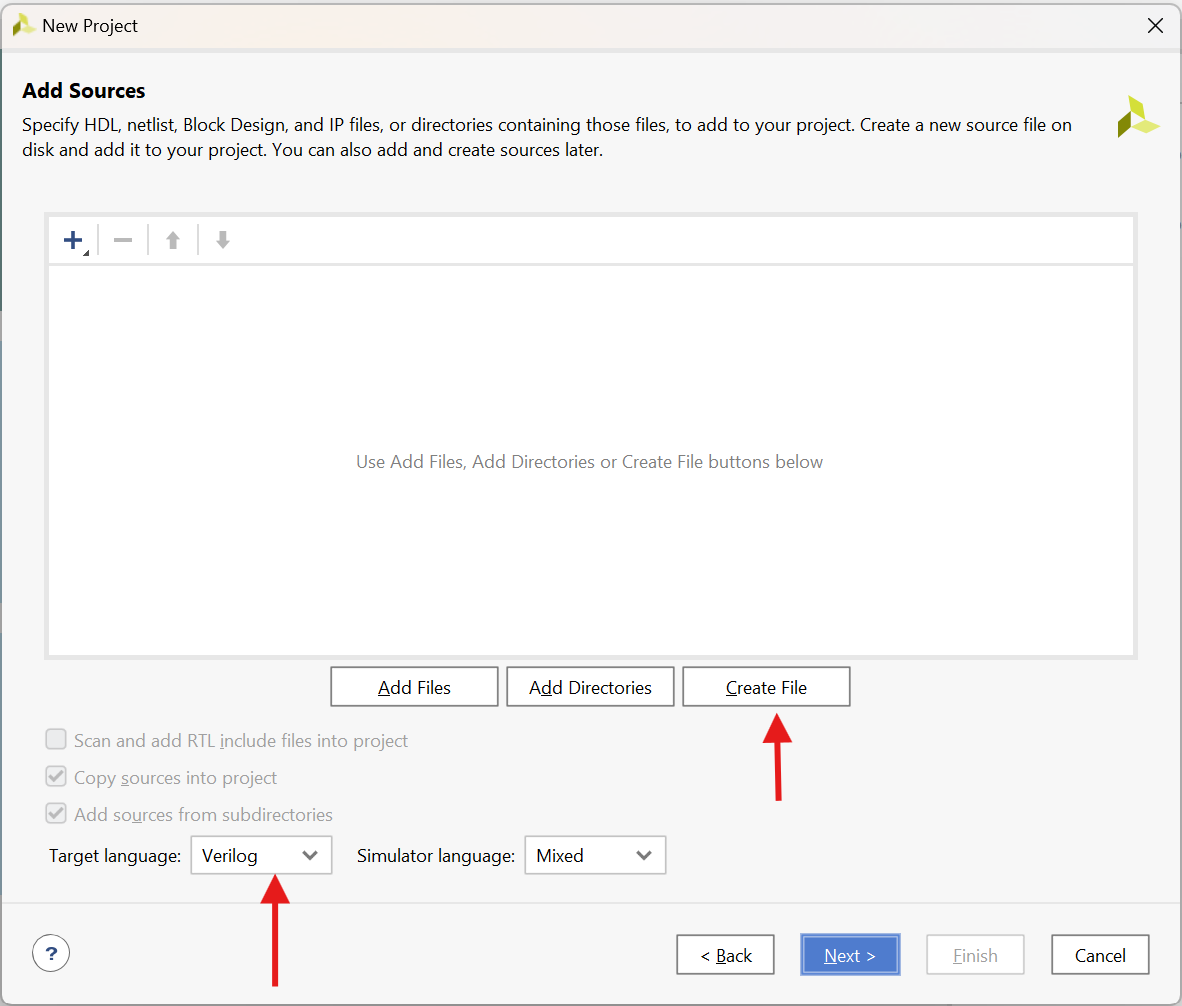 New Project
Add Sources
Specify HDL, netlist, Block Design, and IP files, or directories containing those files, to add to your project. Create a new source file on
disk and add it to your project. You can also add and create sources later.
Use Add Files, Add Directories or Create File buttons below
Add Files Add Directories Create File
Scan and add RTL include files into project
Copy sources into project
Add sources from subdirectories
Target language: Verilog Simulator language: Mixed
? < Back Next > Finish Cancel